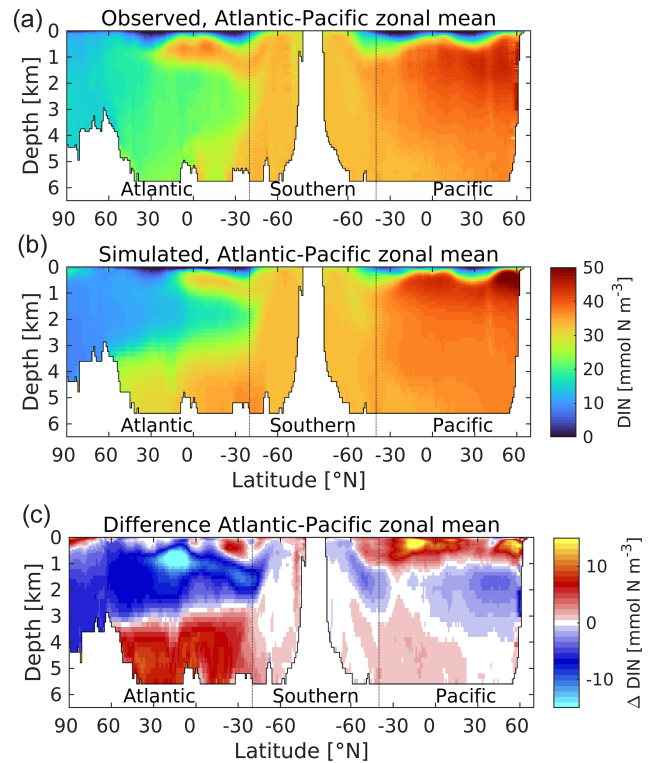 (a)
Observed, Atlantic-Pacific zonal mean
0
1
2
3
4
5
6
Depth [km]
Atlantic Southern Pacific
90 60 30 0 -30 -60 -60 -30 0 30 60
(b)
Simulated, Atlantic-Pacific zonal mean
0
1
2
3
4
5
6
Depth [km]
Atlantic Southern Pacific
90 60 30 0 -30 -60 -60 -30 0 30 60
Latitude [°N]
50
40
30
20
10
0
DIN [mmol N m-3]
(c)
Difference Atlantic-Pacific zonal mean
0
1
2
3
4
5
6
Depth [km]
Atlantic Southern Pacific
90 60 30 0 -30 -60 -60 -30 0 30 60
Latitude [°N]
10
5
0
-5
-10
Δ DIN [mmol N m-3]